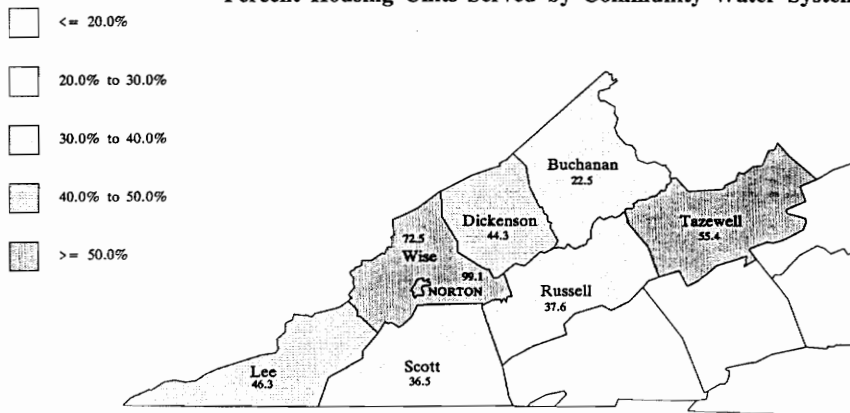 Percent Housing Units Served by Community Water System
<= 20.0%
20.0% to 30.0%
30.0% to 40.0%
40.0% to 50.0%
>= 50.0%
Buchanan
22.5
Dickenson
44.3
Tazewell
55.4
72.5
Wise
99.1
NORTON
Russell
37.6
Lee
46.3
Scott
36.5